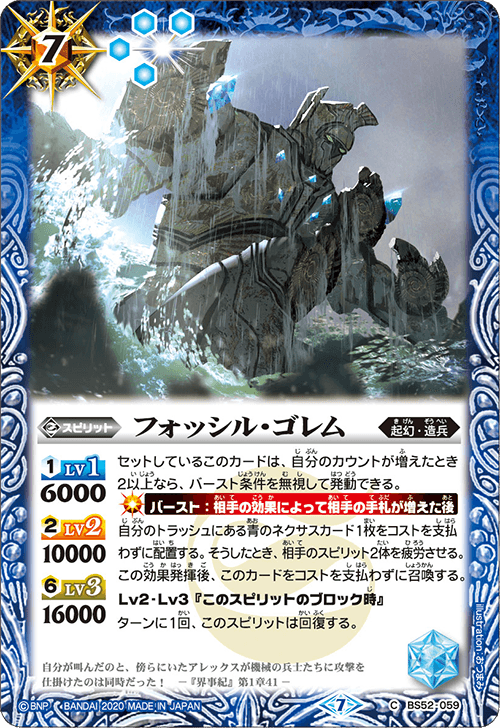 7
スピリット
フォッシル・ゴレム
起幻・造兵
きげん ぞうへい
1 LV1
6000
2 LV2
10000
6 LV3
16000
セットしているこのカードは、自分のカウントが増えたとき
2以上なら、バースト条件を無視して発動できる。
バースト：相手の効果によって相手の手札が増えた後
自分のトラッシュにある青のネクサスカード1枚をコストを支払
わずに配置する。そうしたとき、相手のスピリット2体を疲労させる。
この効果発揮後、このカードをコストを支払わずに召喚する。
Lv2・Lv3『このスピリットのブロック時』
ターンに1回、このスピリットは回復する。
自分が叫んだのと、傍らにいたアレックスが機械の兵士たちに攻撃を
仕掛けたのは同時だった！ ―『界事紀』第1章41―
illustration:おつまみ
©BNP BANDAI 2020 MADE IN JAPAN
7
C BS52-059